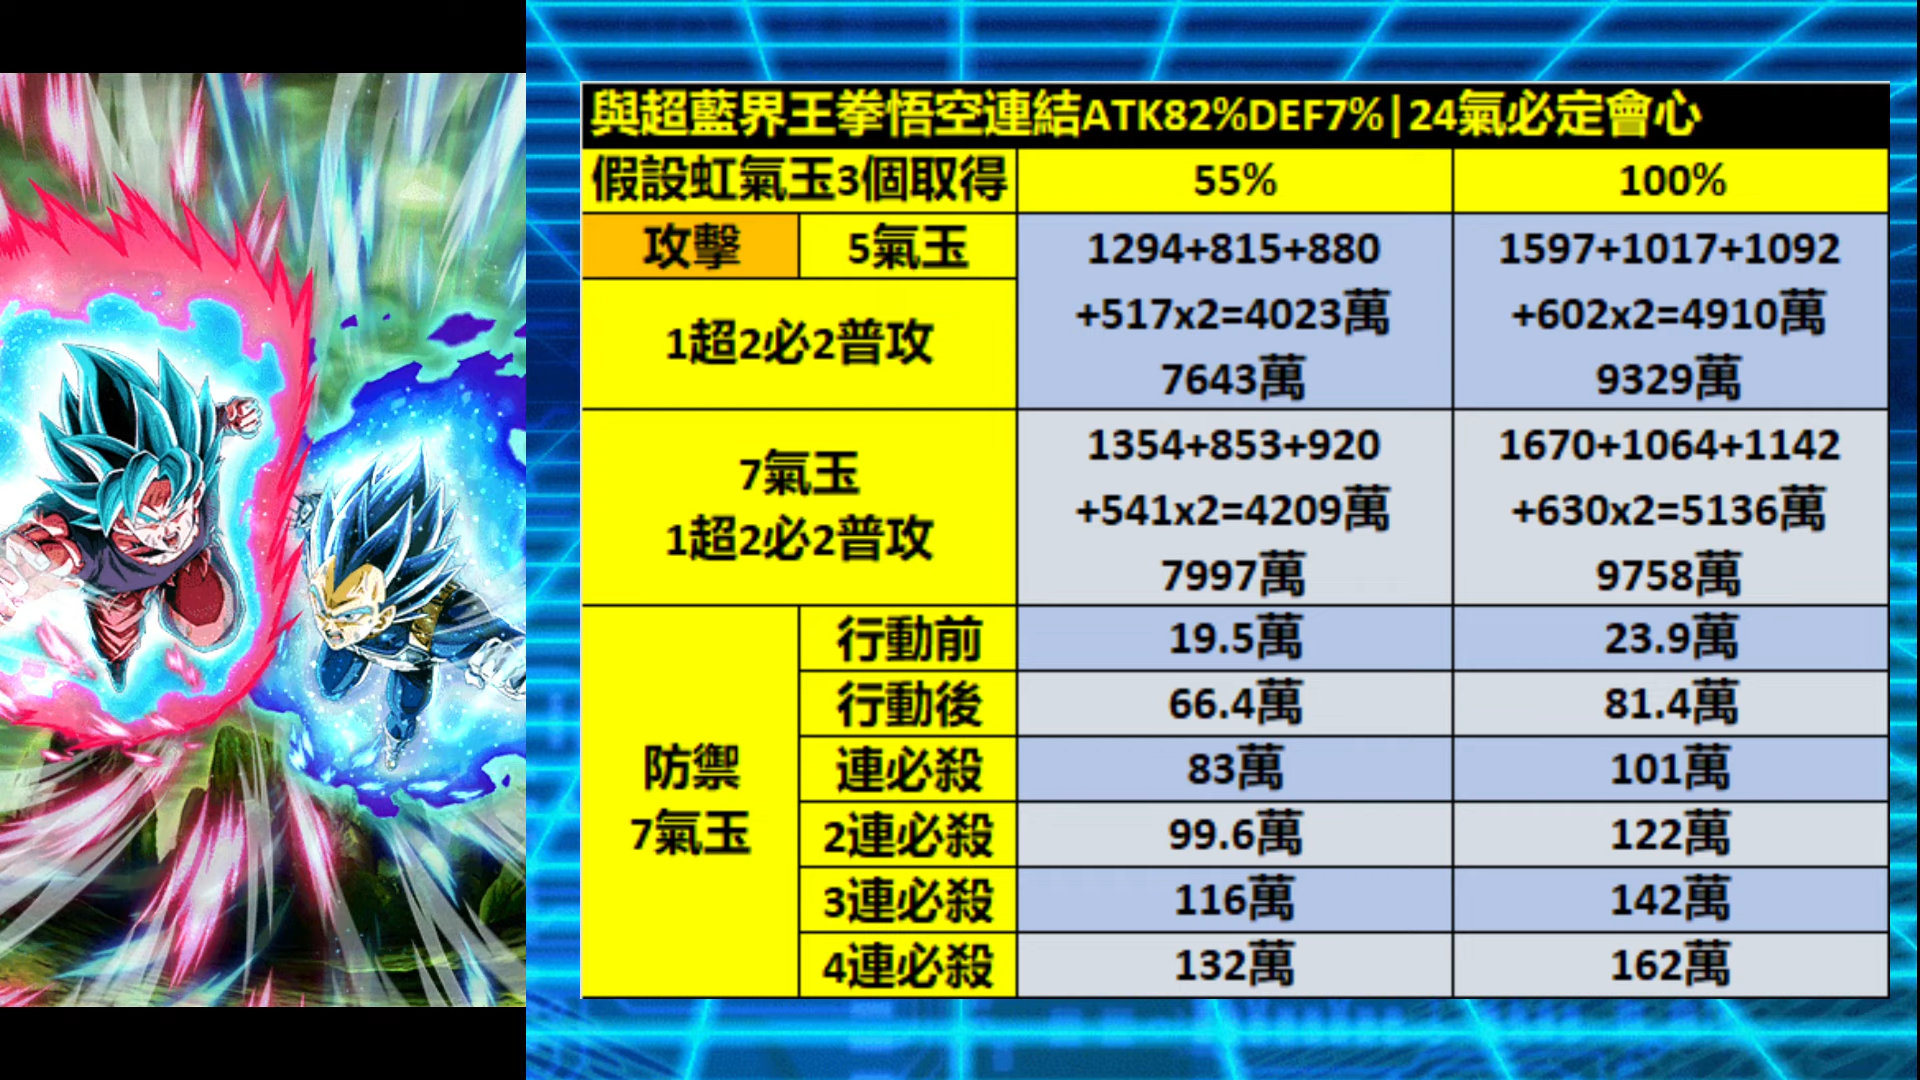 與超藍界王拳悟空連結ATK82%DEF7%|24氣必定會心
假設虹氣玉3個取得 55% 100%
攻擊 5氣玉
1超2必2普攻
1294+815+880
+517x2=4023萬
7643萬
1597+1017+1092
+602x2=4910萬
9329萬
7氣玉
1超2必2普攻
1354+853+920
+541x2=4209萬
7997萬
1670+1064+1142
+630x2=5136萬
9758萬
防禦
7氣玉
行動前 19.5萬 23.9萬
行動後 66.4萬 81.4萬
連必殺 83萬 101萬
2連必殺 99.6萬 122萬
3連必殺 116萬 142萬
4連必殺 132萬 162萬